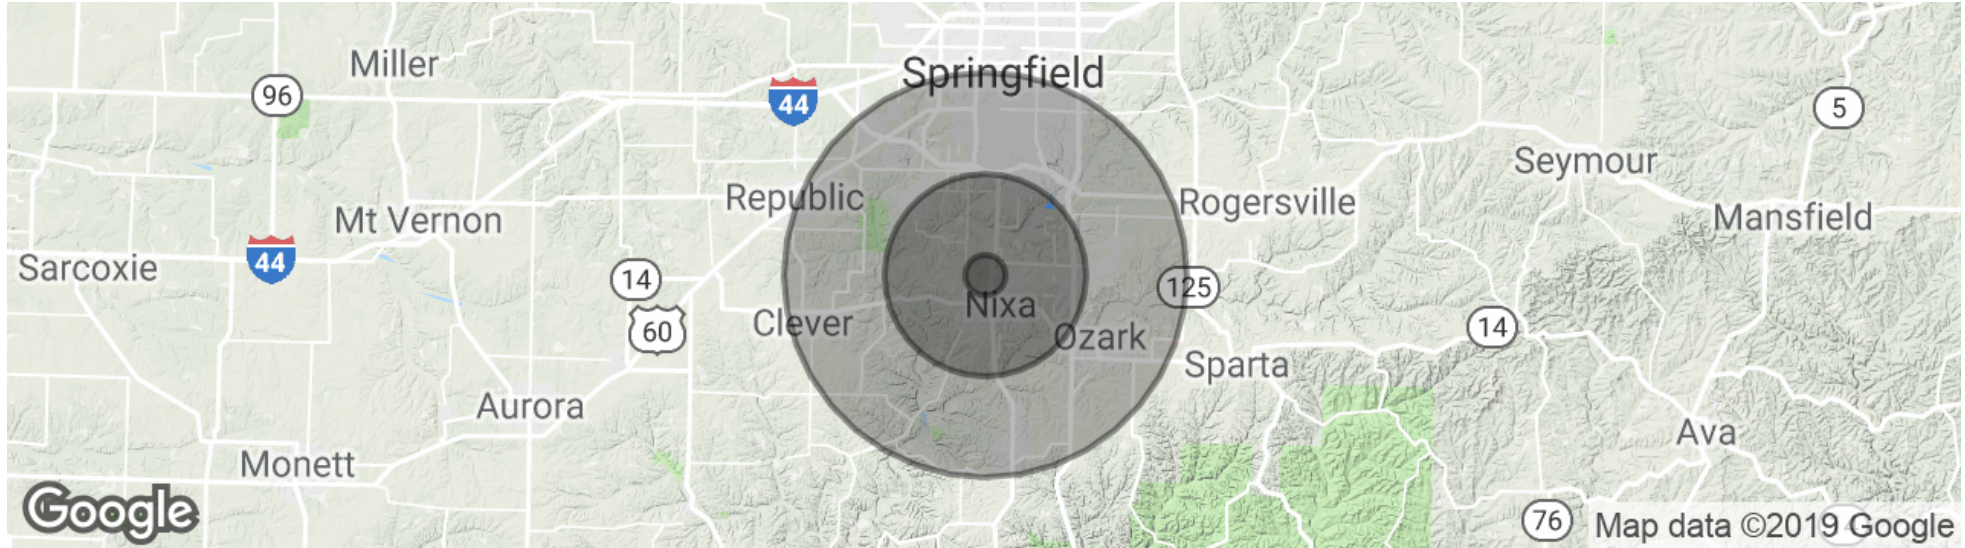 Miller
Springfield
96
44
5
Seymour
Republic
Rogersville
Mt Vernon
Mansfield
44
Sarcoxie
14
125
Nixa
Clever
60
14
Ozark
Sparta
Aurora
Ava
Monett
Google
76
Map data ©2019 Google